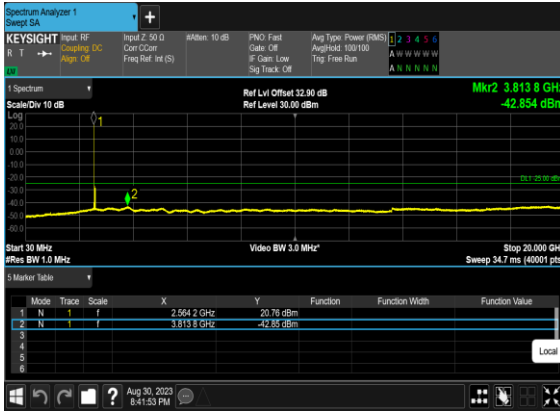 Spectrum Analyzer 1
Swept SA
+
KEYSIGHT
R T
Input: RF
Coupling: DC
Align: Off
Input Z: 50 Ω
Corr CCorr
Freq Ref: Int (S)
#Atten: 10 dB
PNO: Fast
Gate: Off
IF Gain: Low
Sig Track: Off
Avg Type: Power (RMS)
Avg|Hold: 100/100
Trig: Free Run
1 2 3 4 5 6
A W W W W W
A N N N N N
1 Spectrum
Scale/Div 10 dB
Ref Lvl Offset 32.90 dB
Ref Level 30.00 dBm
Mkr2 3.813 8 GHz
-42.854 dBm
Log
20.0
10.0
0.00
-10.0
-20.0
-30.0
-40.0
-50.0
-60.0
1
2
DL1 -25.00 dBm
Start 30 MHz
#Res BW 1.0 MHz
Video BW 3.0 MHz*
Stop 20.000 GHz
Sweep 34.7 ms (40001 pts)
5 Marker Table
Mode Trace Scale X Y Function Function Width Function Value
1 N 1 f 2.564 2 GHz 20.76 dBm
2 N 1 f 3.813 8 GHz -42.85 dBm
3
4
5
6
Local
?
Aug 30, 2023
8:41:53 PM